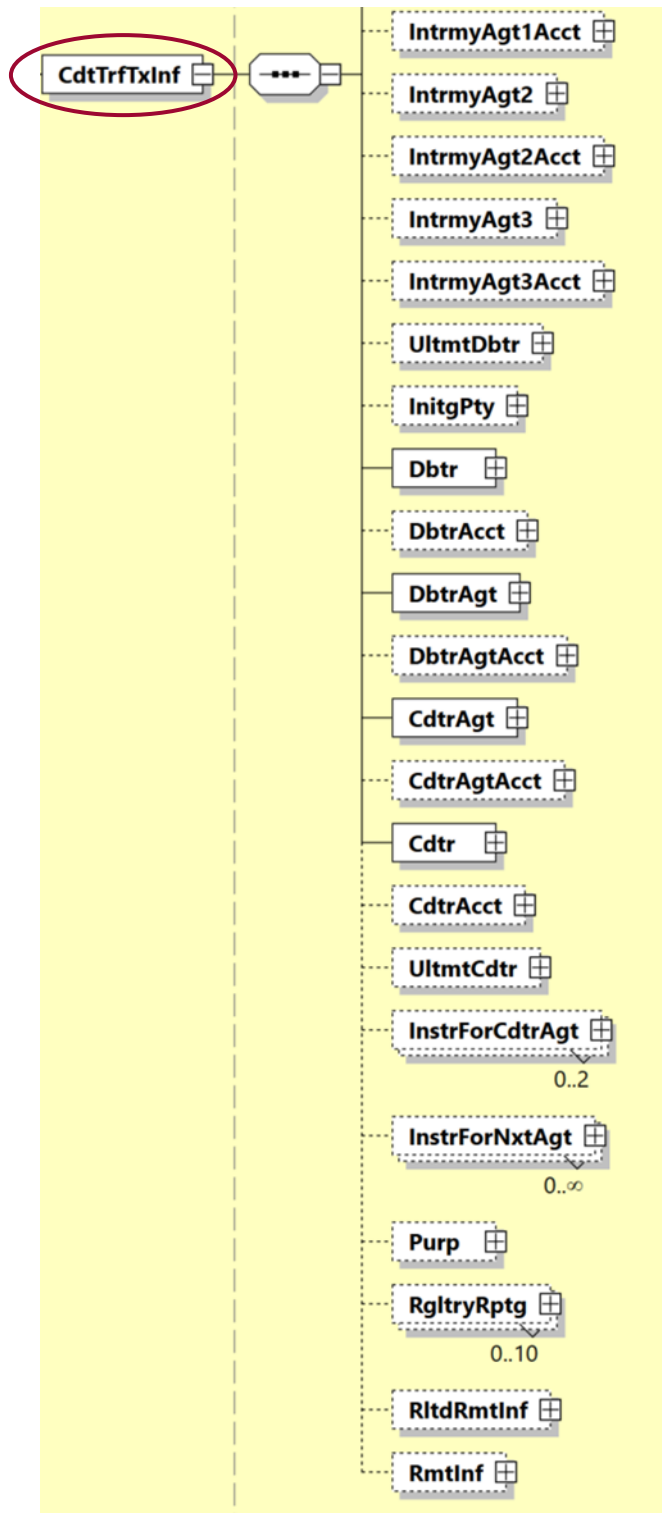 IntrmyAgt1Acct
CdtTrfTxInf
IntrmyAgt2
IntrmyAgt2Acct
IntrmyAgt3
IntrmyAgt3Acct
UltmtDbtr
InitgPty
Dbtr
DbtrAcct
DbtrAgt
DbtrAgtAcct
CdtrAgt
CdtrAgtAcct
Cdtr
CdtrAcct
UltmtCdtr
InstrForCdtrAgt
0..2
InstrForNxtAgt
0..∞
Purp
RgltryRptg
0..10
RltdRmtInf
RmtInf